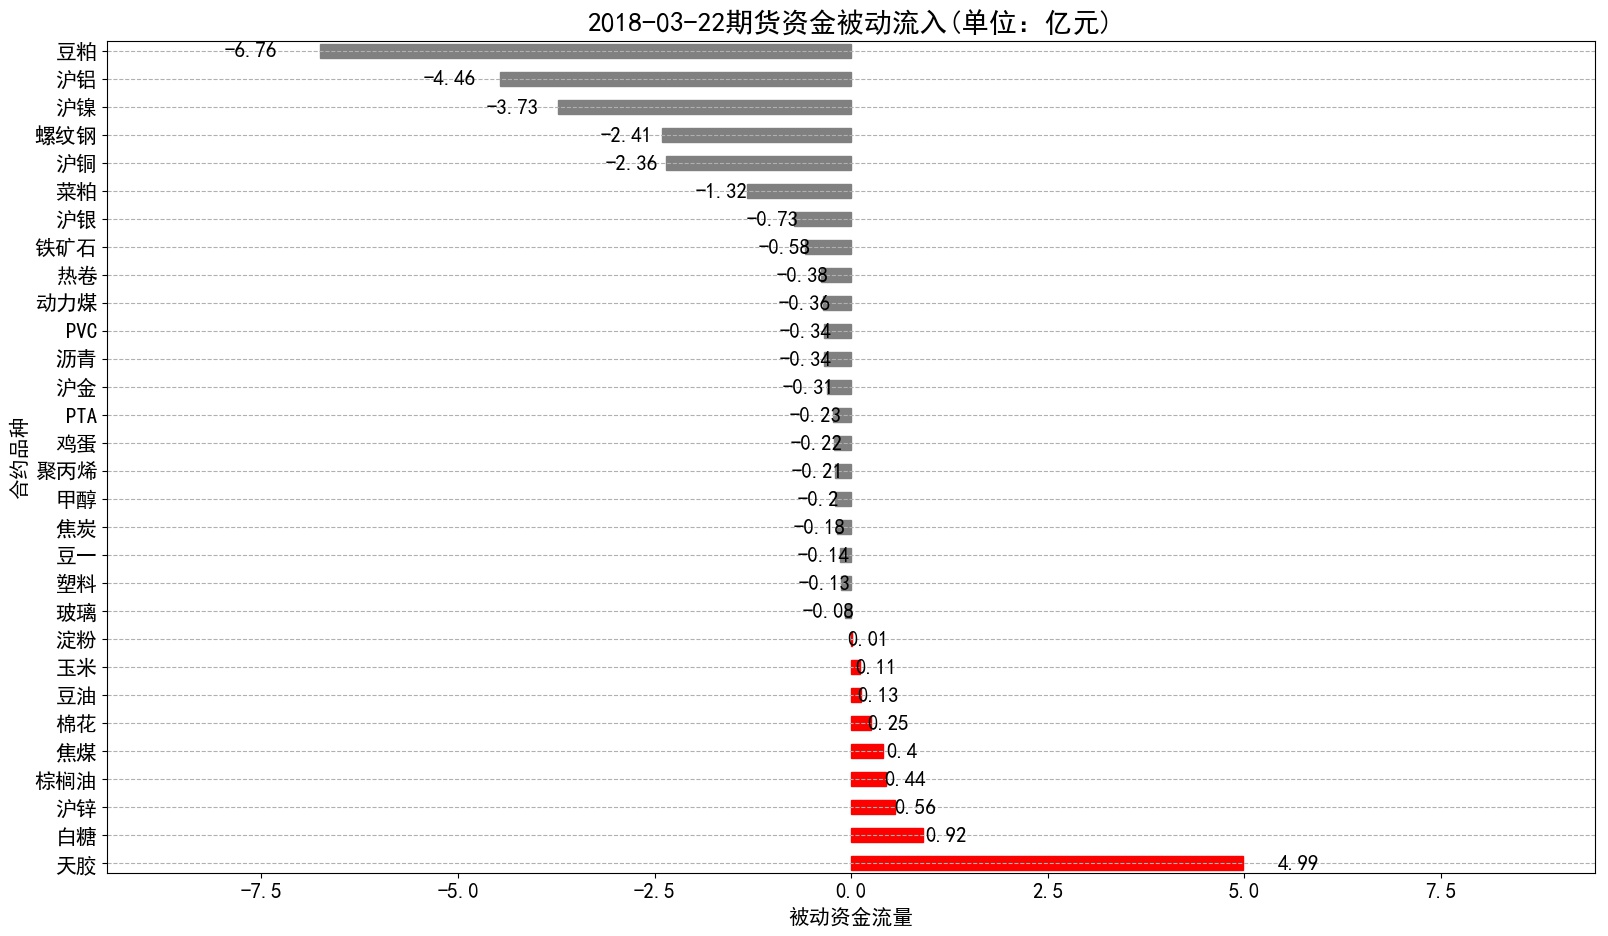 2018-03-22期货资金被动流入(单位：亿元)
合约品种
豆粕 -6.76
沪铝 -4.46
沪镍 -3.73
螺纹钢 -2.41
沪铜 -2.36
菜粕 -1.32
沪银 -0.73
铁矿石 -0.58
热卷 -0.38
动力煤 -0.36
PVC -0.34
沥青 -0.34
沪金 -0.31
PTA -0.23
鸡蛋 -0.22
聚丙烯 -0.21
甲醇 -0.2
焦炭 -0.18
豆一 -0.14
塑料 -0.13
玻璃 -0.08
淀粉 0.01
玉米 0.11
豆油 0.13
棉花 0.25
焦煤 0.4
棕榈油 0.44
沪锌 0.56
白糖 0.92
天胶 4.99
-7.5 -5.0 -2.5 0.0 2.5 5.0 7.5
被动资金流量